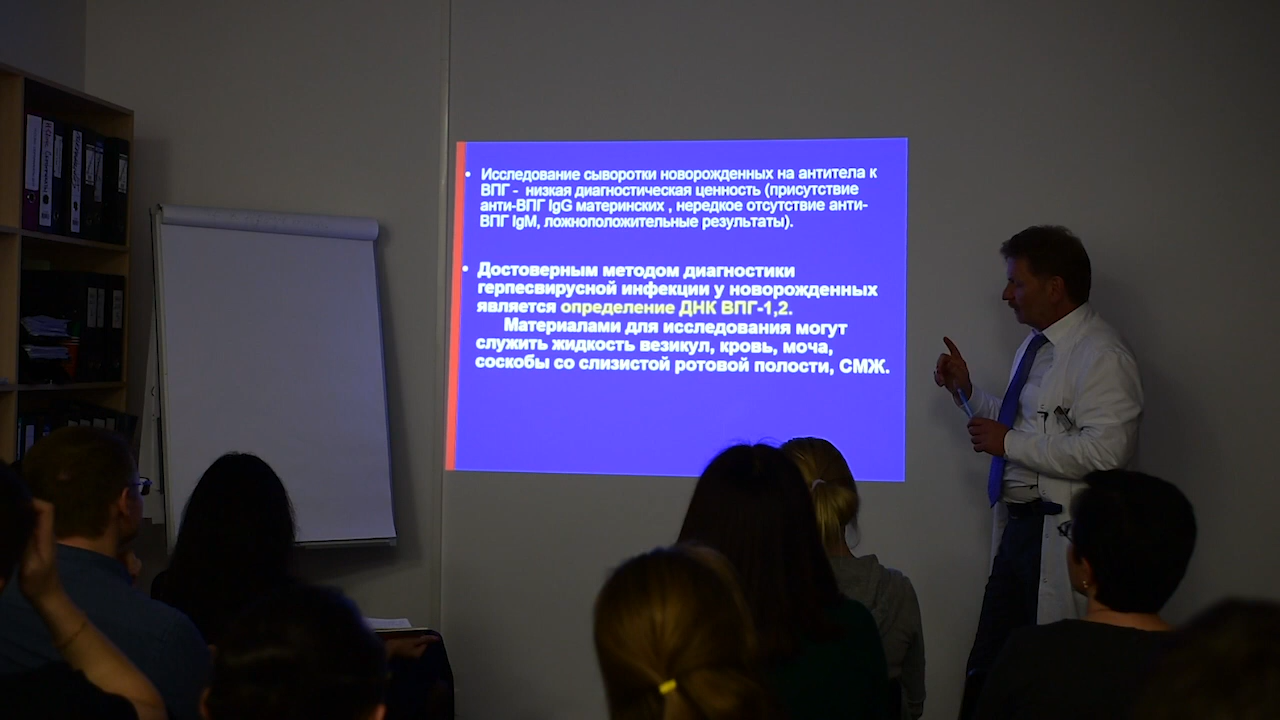 • Исследование сыворотки новорожденных на антитела к
ВПГ - низкая диагностическая ценность (присутствие
анти-ВПГ IgG материнских , нередкое отсутствие анти-
ВПГ IgM, ложноположительные результаты).
• Достоверным методом диагностики
герпесвирусной инфекции у новорожденных
является определение ДНК ВПГ-1,2.
Материалами для исследования могут
служить жидкость везикул, кровь, моча,
соскобы со слизистой ротовой полости, СМЖ.